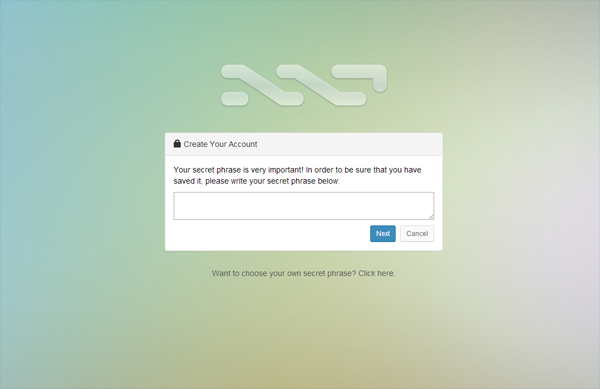 Create Your Account
Your secret phrase is very important! In order to be sure that you have
saved it, please write your secret phrase below:
Next Cancel
Want to choose your own secret phrase? Click here.